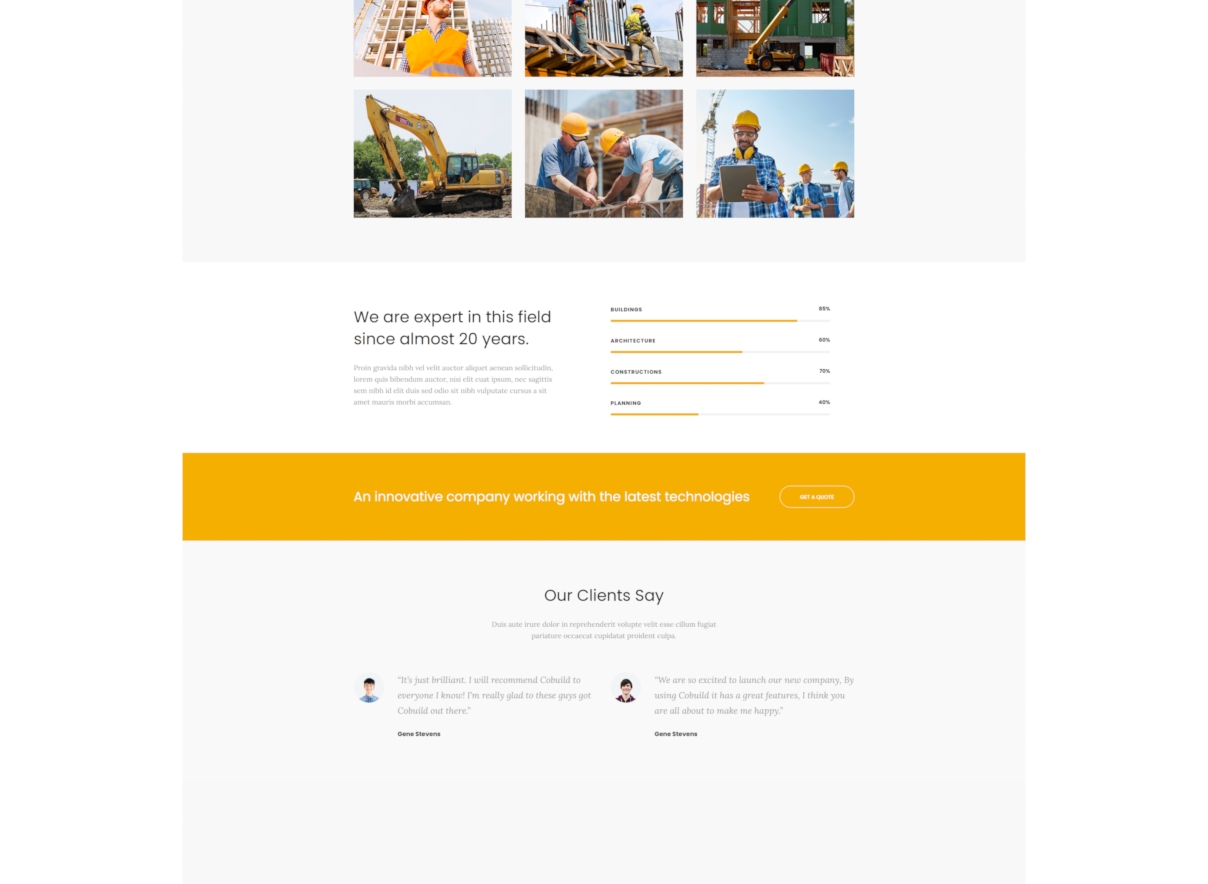 We are expert in this field
since almost 20 years.
Proin gravida nibh vel velit auctor aliquet aenean sollicitudin,
lorem quis bibendum auctor, nisi elit cuat ipsum, nec sagittis
sem nibh id elit duis sed odio sit nibh vulputate cursus a sit
amet mauris morbi accumsan.
BUILDINGS 85%
ARCHITECTURE 60%
CONSTRUCTIONS 70%
PLANNING 40%
An innovative company working with the latest technologies
GET A QUOTE
Our Clients Say
Duis aute irure dolor in reprehenderit volupte velit esse cillum fugiat
pariature occaecat cupidatat proident culpa.
"It's just brilliant. I will recommend Cobuild to
everyone I know! I'm really glad to these guys got
Cobuild out there."
Gene Stevens
"We are so excited to launch our new company, By
using Cobuild it has a great features, I think you
are all about to make me happy."
Gene Stevens